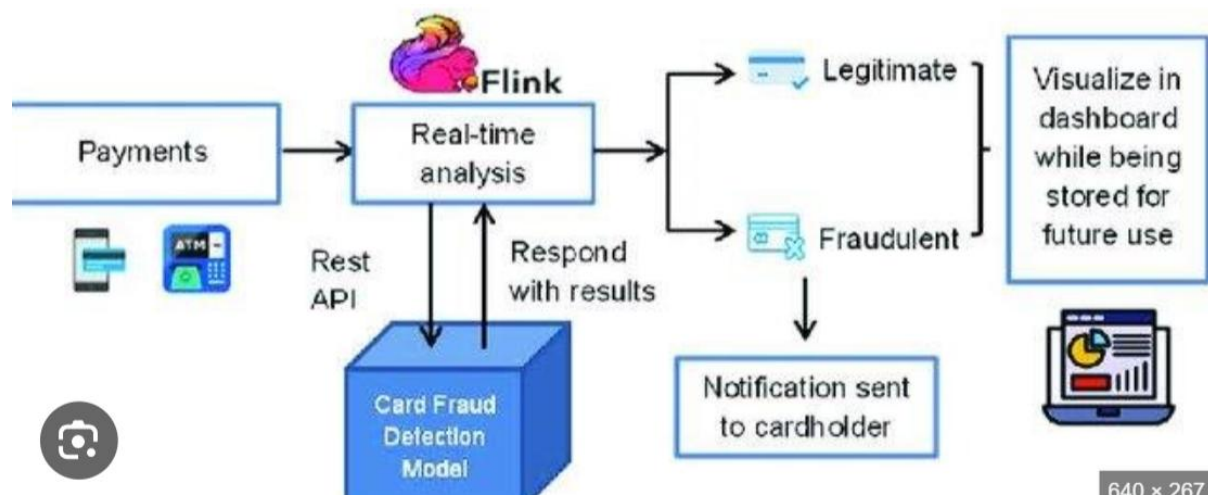 Flink
Payments
Real-time
analysis
ATM
Rest
API
Respond
with results
Card Fraud
Detection
Model
Legitimate
Fraudulent
Notification sent
to cardholder
Visualize in
dashboard
while being
stored for
future use
640 × 267